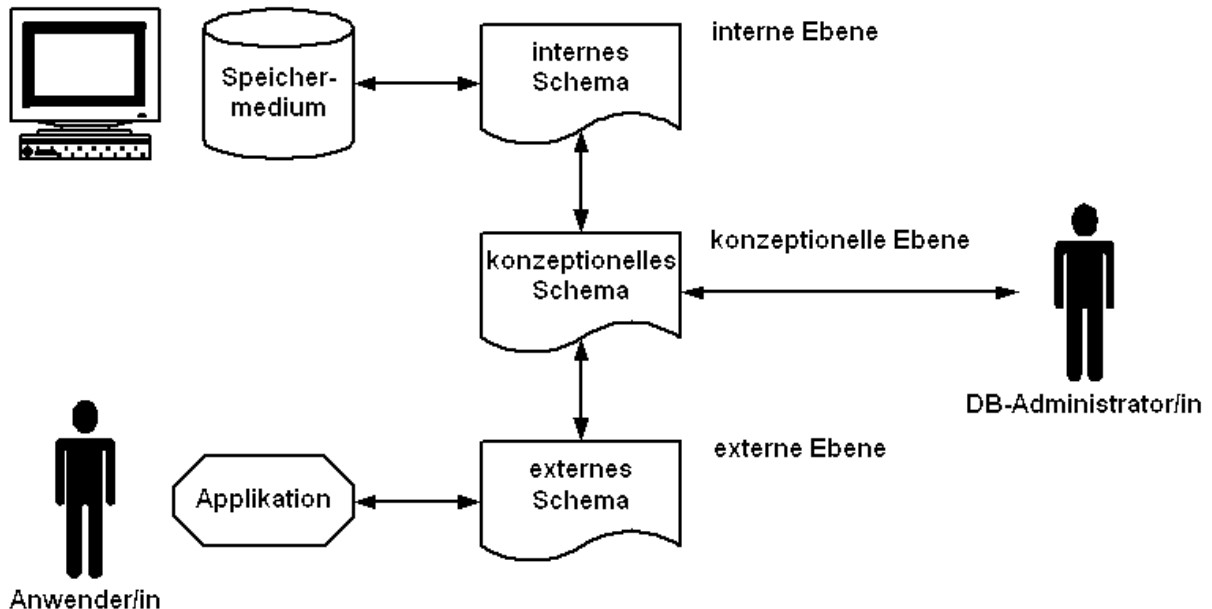 Speicher-
medium
internes
Schema
interne Ebene
konzeptionelles
Schema
konzeptionelle Ebene
DB-Administrator/in
externes
Schema
externe Ebene
Applikation
Anwender/in